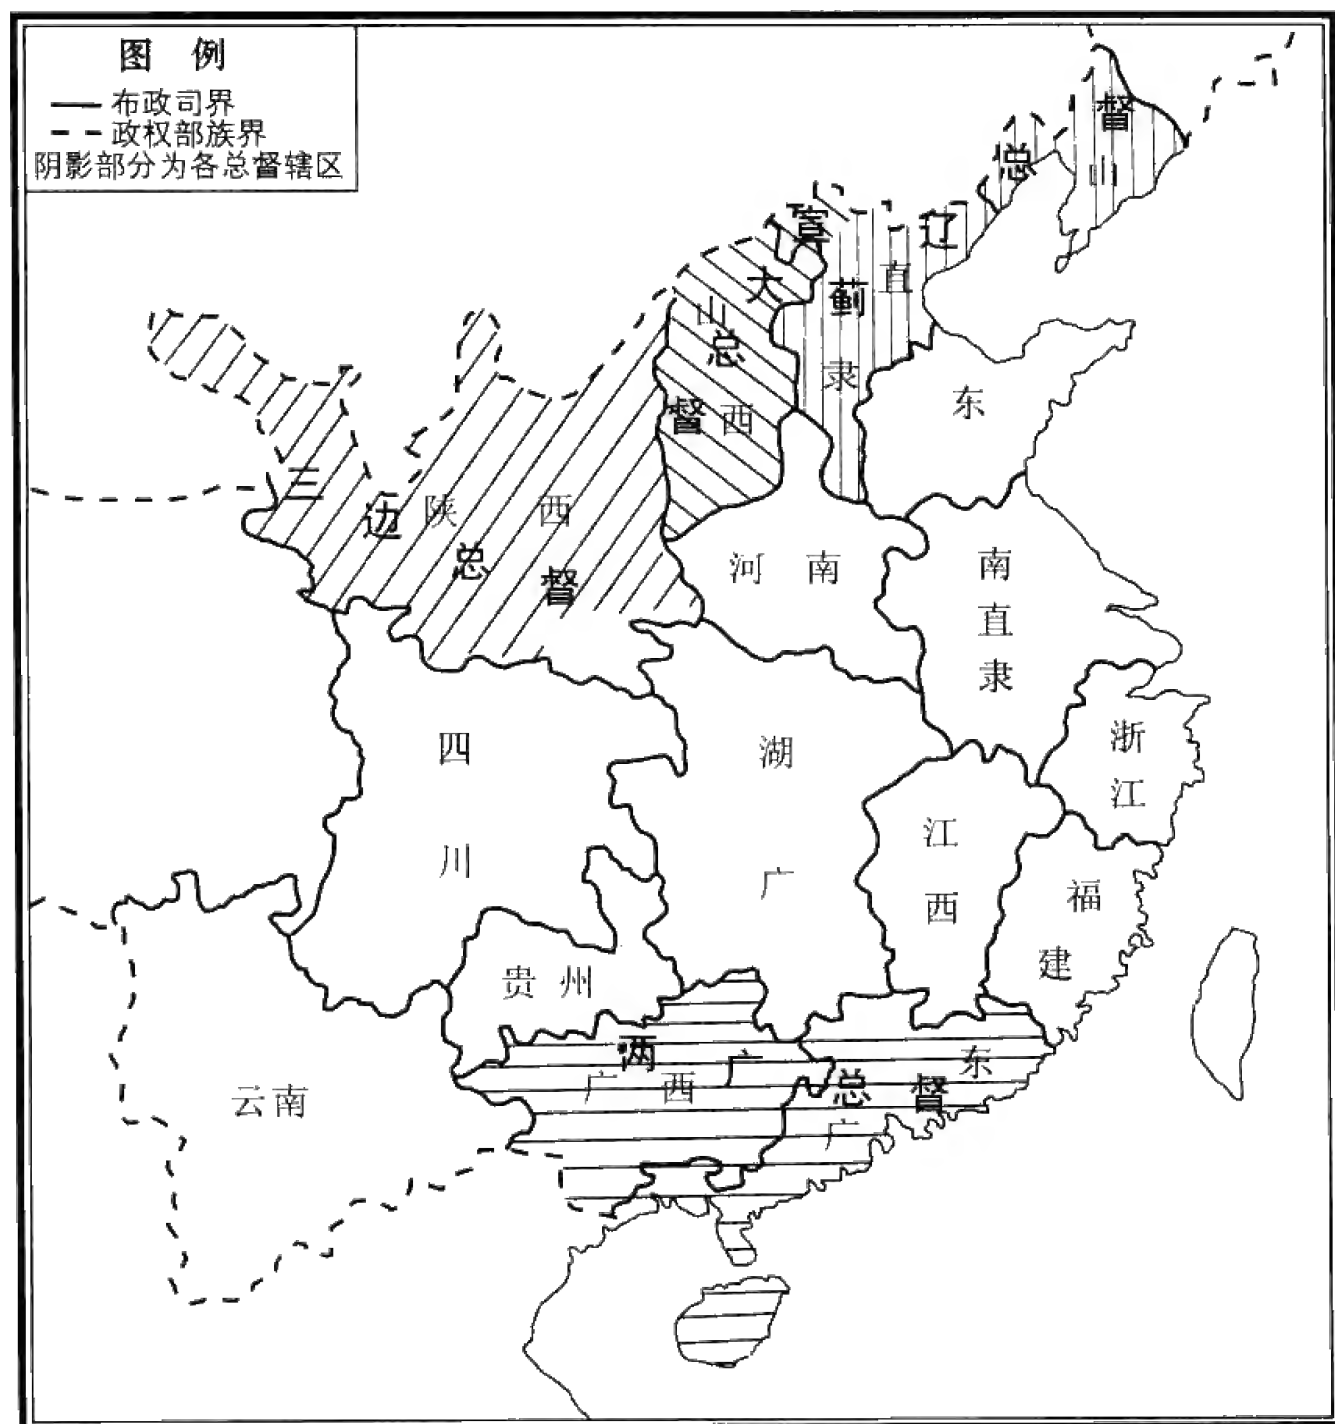 图 例
布政司界
政权部族界
阴影部分为各总督辖区
蓟辽总督
宣大总督
三边总督
两广总督
山东
直隶
山西
陕西
河南
南直隶
四川
湖广
浙江
江西
福建
贵州
云南
广西
广东